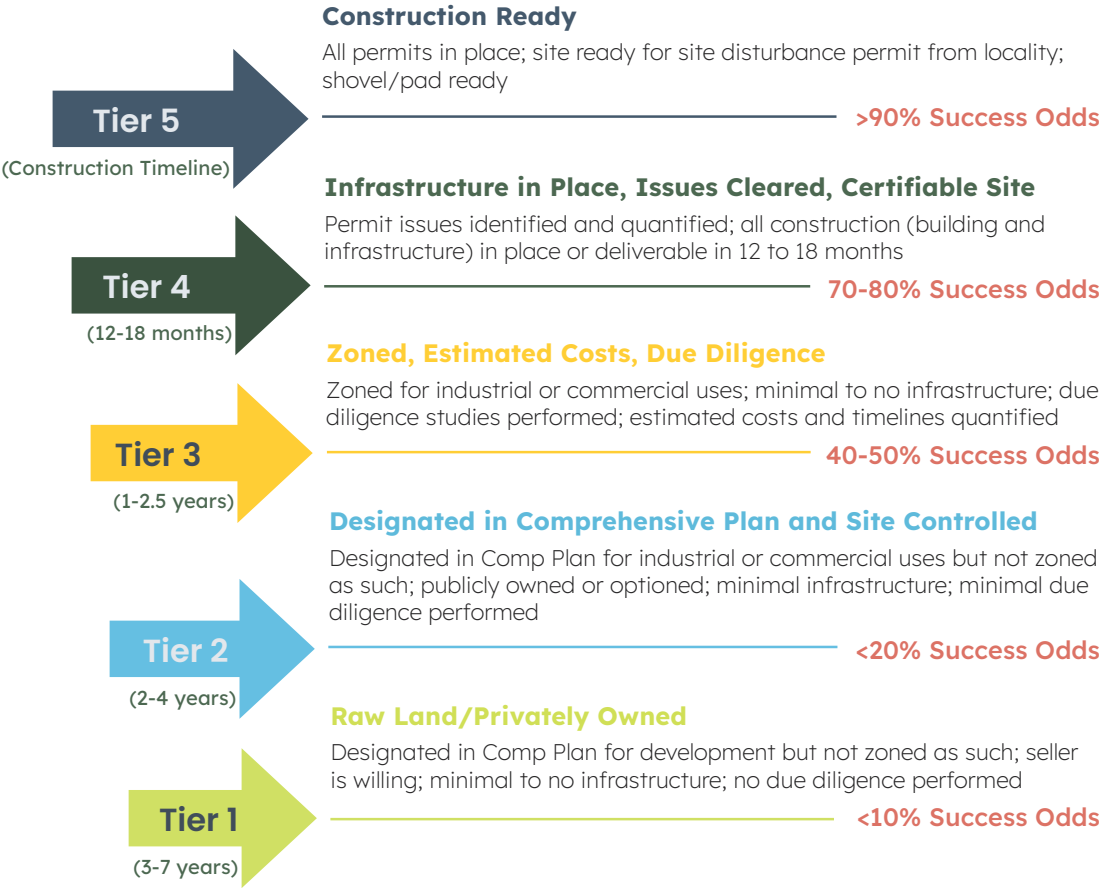 Construction Ready
All permits in place; site ready for site disturbance permit from locality;
shovel/pad ready
Tier 5
>90% Success Odds
(Construction Timeline)
Infrastructure in Place, Issues Cleared, Certifiable Site
Permit issues identified and quantified; all construction (building and
infrastructure) in place or deliverable in 12 to 18 months
Tier 4
70-80% Success Odds
(12-18 months)
Zoned, Estimated Costs, Due Diligence
Zoned for industrial or commercial uses; minimal to no infrastructure; due
diligence studies performed; estimated costs and timelines quantified
Tier 3
40-50% Success Odds
(1-2.5 years)
Designated in Comprehensive Plan and Site Controlled
Designated in Comp Plan for industrial or commercial uses but not zoned
as such; publicly owned or optioned; minimal infrastructure; minimal due
diligence performed
Tier 2
<20% Success Odds
(2-4 years)
Raw Land/Privately Owned
Designated in Comp Plan for development but not zoned as such; seller
is willing; minimal to no infrastructure; no due diligence performed
Tier 1
<10% Success Odds
(3-7 years)